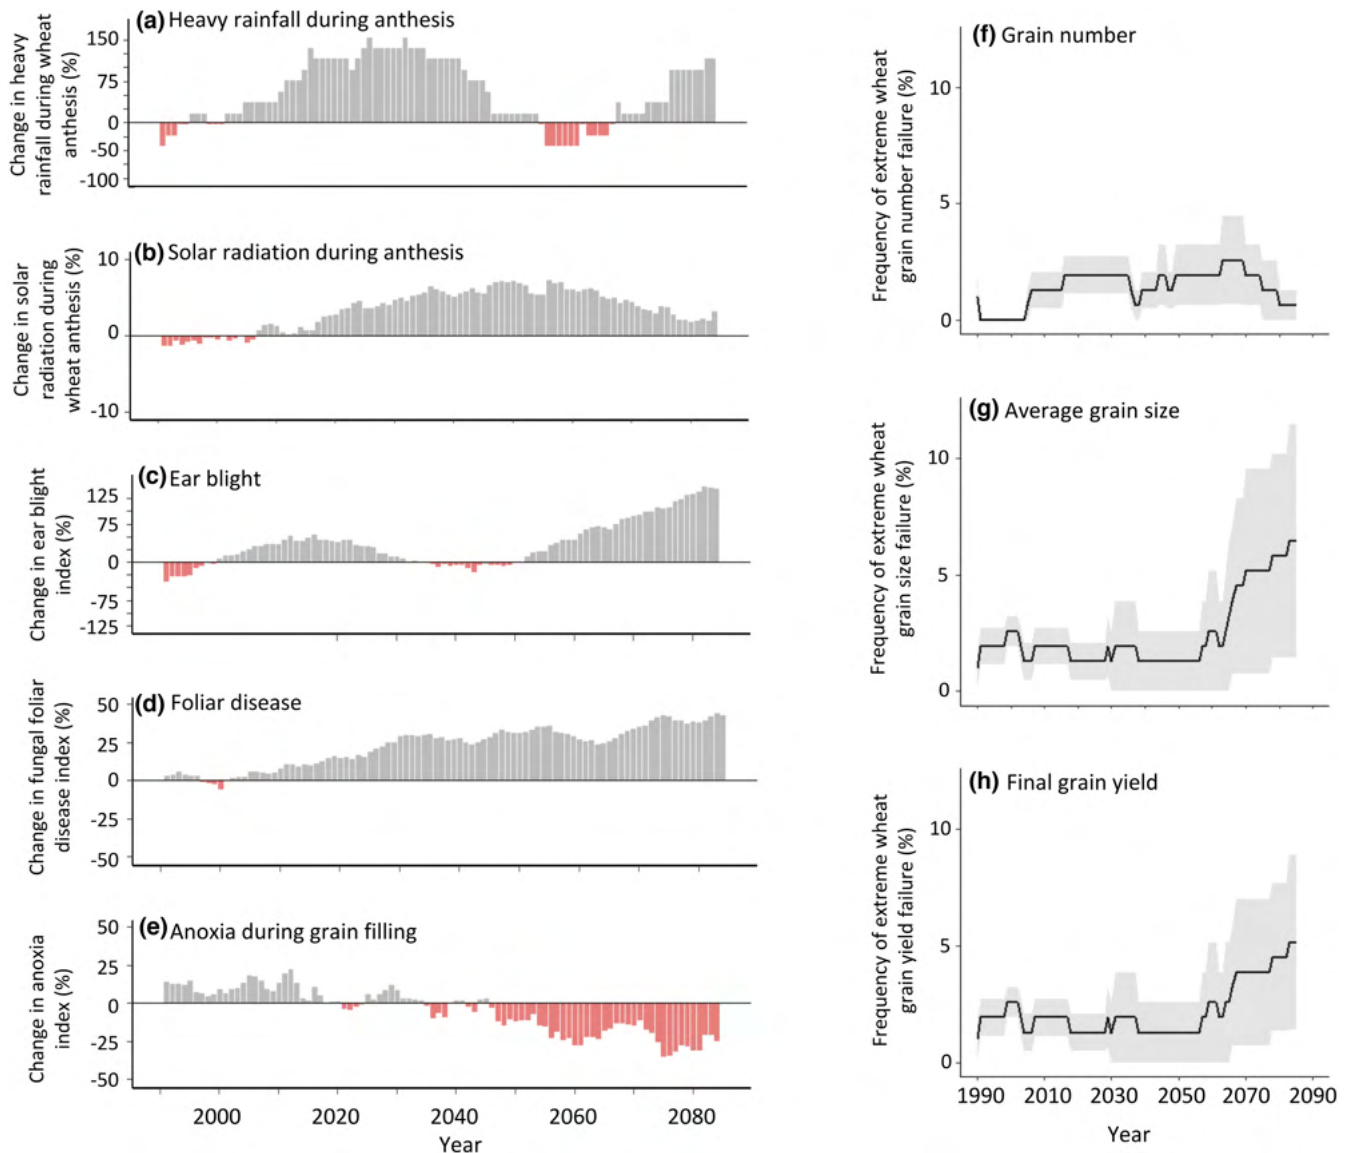 (a) Heavy rainfall during anthesis
Change in heavy
rainfall during wheat
anthesis (%)
150
75
0
-50
-100
(b) Solar radiation during anthesis
Change in solar
radiation during
wheat anthesis (%)
10
0
-10
(c) Ear blight
Change in ear blight
index (%)
125
75
0
-75
-125
(d) Foliar disease
Change in fungal foliar
disease index (%)
50
25
0
-25
-50
(e) Anoxia during grain filling
Change in anoxia
index (%)
50
25
0
-25
-50
2000 2020 2040 2060 2080
Year
(f) Grain number
Frequency of extreme wheat
grain number failure (%)
10
5
0
(g) Average grain size
Frequency of extreme wheat
grain size failure (%)
10
5
0
(h) Final grain yield
Frequency of extreme wheat
grain yield failure (%)
10
5
0
1990 2010 2030 2050 2070 2090
Year